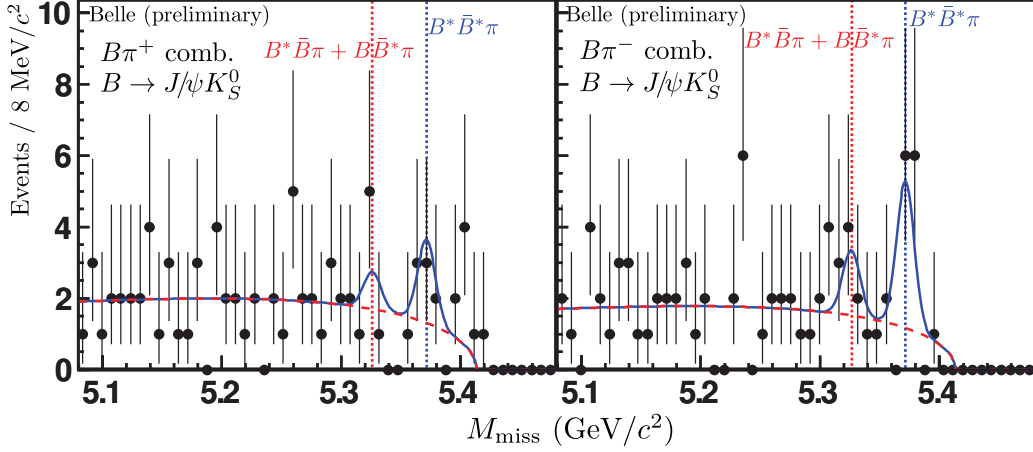 Belle (preliminary)
Bπ⁺ comb.
B → J/ψK⁰_S
B*B̄π + BB̄*π
B*B̄*π
Belle (preliminary)
Bπ⁻ comb.
B → J/ψK⁰_S
B*B̄π + BB̄*π
B*B̄*π
Events / 8 MeV/c²
10
8
6
4
2
0
5.1 5.2 5.3 5.4 5.1 5.2 5.3 5.4
M_miss (GeV/c²)